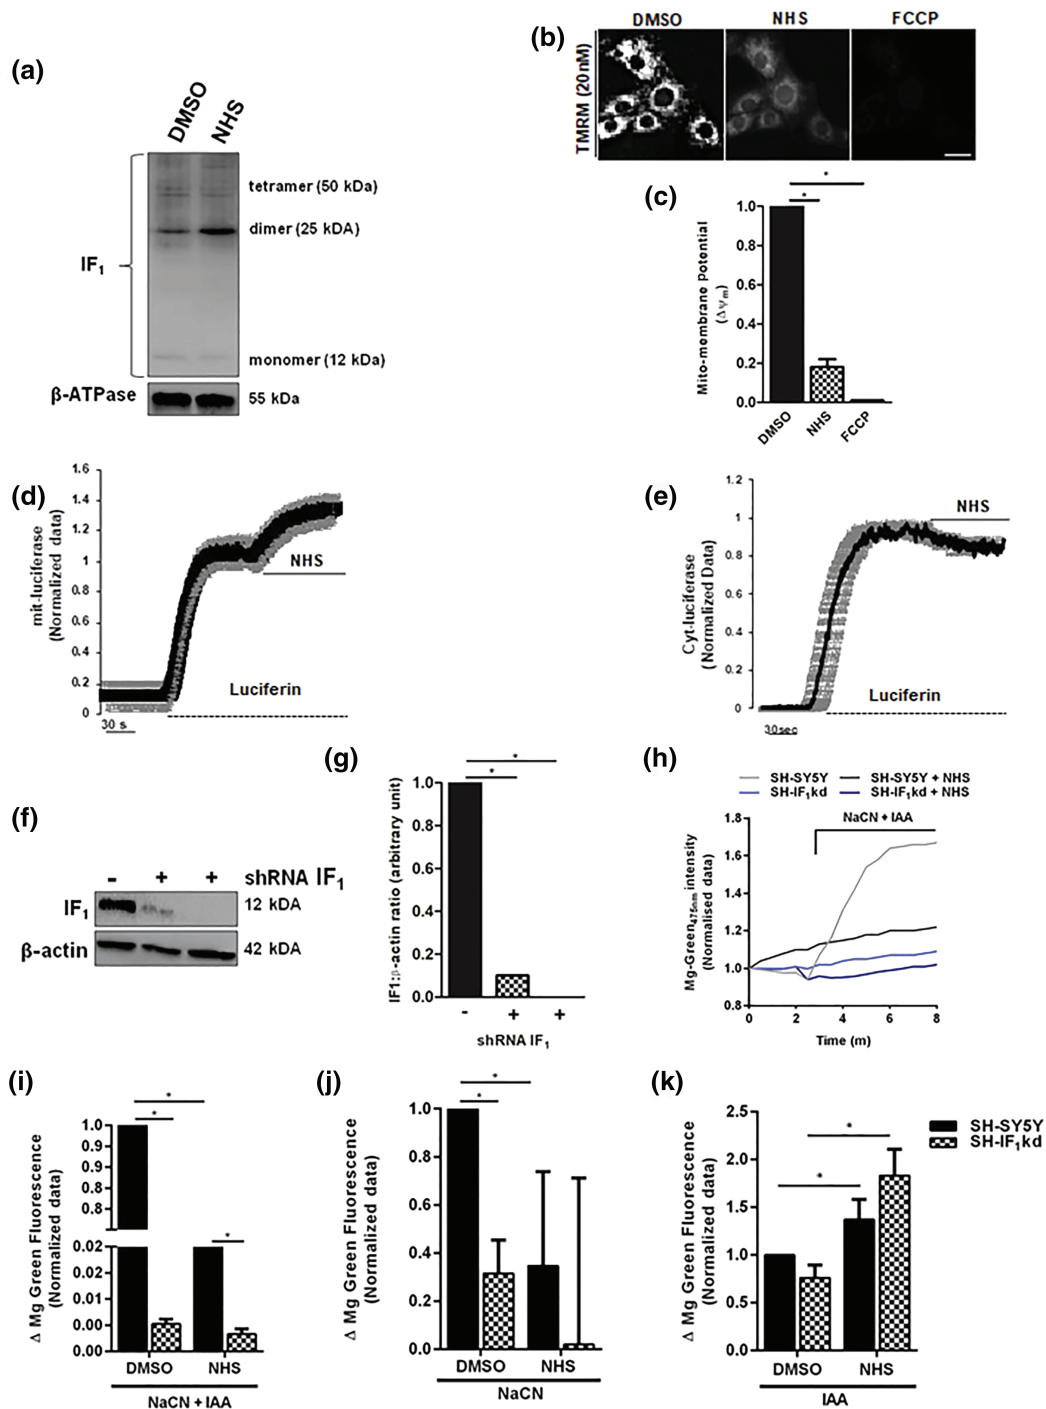 (a)
DMSO
NHS
tetramer (50 kDa)
dimer (25 kDA)
IF1
monomer (12 kDa)
β-ATPase
55 kDa
(b)
DMSO
NHS
FCCP
TMRM (20nM)
(c)
*
*
Mito-membrane potential
(Δψm)
1.0
0.8
0.6
0.4
0.2
0.0
DMSO
NHS
FCCP
(d)
mit-luciferase
(Normalized data)
1.6
1.4
1.2
1
0.8
0.6
0.4
0.2
0
NHS
Luciferin
30 s
(e)
Cyt-luciferase
(Normalized Data)
1.2
1
0.8
0.6
0.4
0.2
0
NHS
Luciferin
30sec
(f)
- + + shRNA IF1
IF1
12 kDA
β-actin
42 kDA
(g)
*
*
IF1:β-actin ratio (arbitrary unit)
1.0
0.8
0.6
0.4
0.2
0.0
- + +
shRNA IF1
(h)
SH-SY5Y
SH-SY5Y + NHS
SH-IF1kd
SH-IF1kd + NHS
NaCN + IAA
Mg-Green475nm intensity
(Normalised data)
1.8
1.6
1.4
1.2
1.0
0.8
0 2 4 6 8
Time (m)
(i)
*
*
*
Δ Mg Green Fluorescence
(Normalized data)
1.0
0.9
0.9
0.8
0.8
0.02
0.02
0.01
0.00
0.00
DMSO NHS
NaCN + IAA
(j)
*
*
Δ Mg Green Fluorescence
(Normalized data)
1.0
0.8
0.6
0.4
0.2
0.0
DMSO NHS
NaCN
(k)
*
*
Δ Mg Green Fluorescence
(Normalized data)
2.5
2.0
1.5
1.0
0.5
0.0
DMSO NHS
IAA
SH-SY5Y
SH-IF1kd